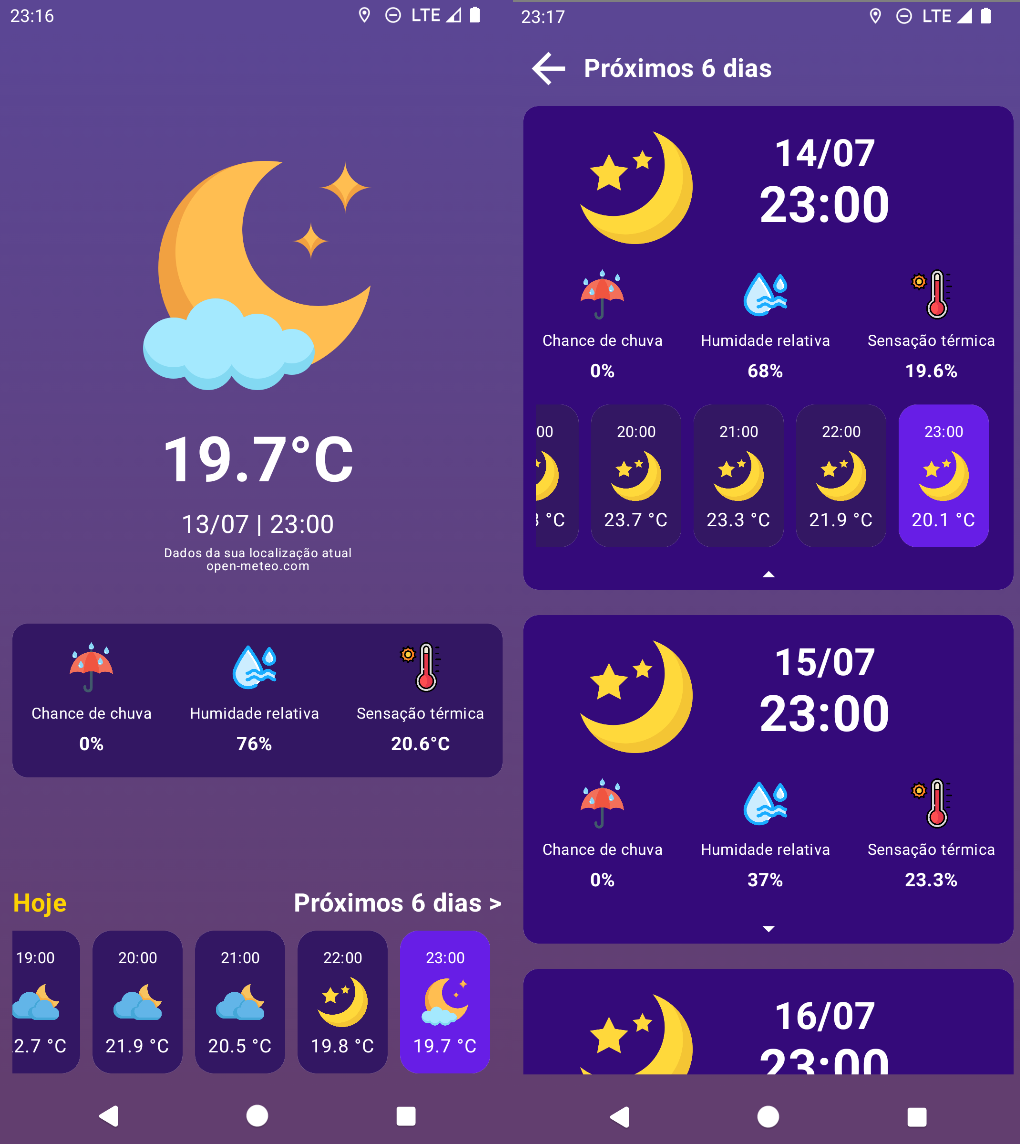 23:16
LTE
19.7°C
13/07 | 23:00
Dados da sua localização atual
open-meteo.com
Chance de chuva
Humidade relativa
Sensação térmica
0%
76%
20.6°C
Hoje
Próximos 6 dias >
19:00
20:00
21:00
22:00
23:00
2.7 °C
21.9 °C
20.5 °C
19.8 °C
19.7 °C
23:17
LTE
Próximos 6 dias
14/07
23:00
Chance de chuva
Humidade relativa
Sensação térmica
0%
68%
19.6%
:00
20:00
21:00
22:00
23:00
°C
23.7 °C
23.3 °C
21.9 °C
20.1 °C
15/07
23:00
Chance de chuva
Humidade relativa
Sensação térmica
0%
37%
23.3%
16/07
23:00